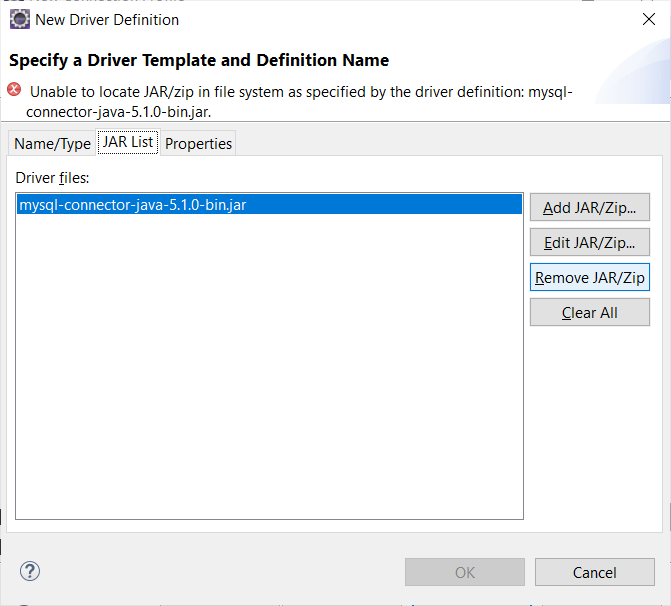 New Driver Definition
Specify a Driver Template and Definition Name
Unable to locate JAR/zip in file system as specified by the driver definition: mysql-
connector-java-5.1.0-bin.jar.
Name/Type
JAR List
Properties
Driver files:
mysql-connector-java-5.1.0-bin.jar
Add JAR/Zip...
Edit JAR/Zip...
Remove JAR/Zip
Clear All
?
OK
Cancel